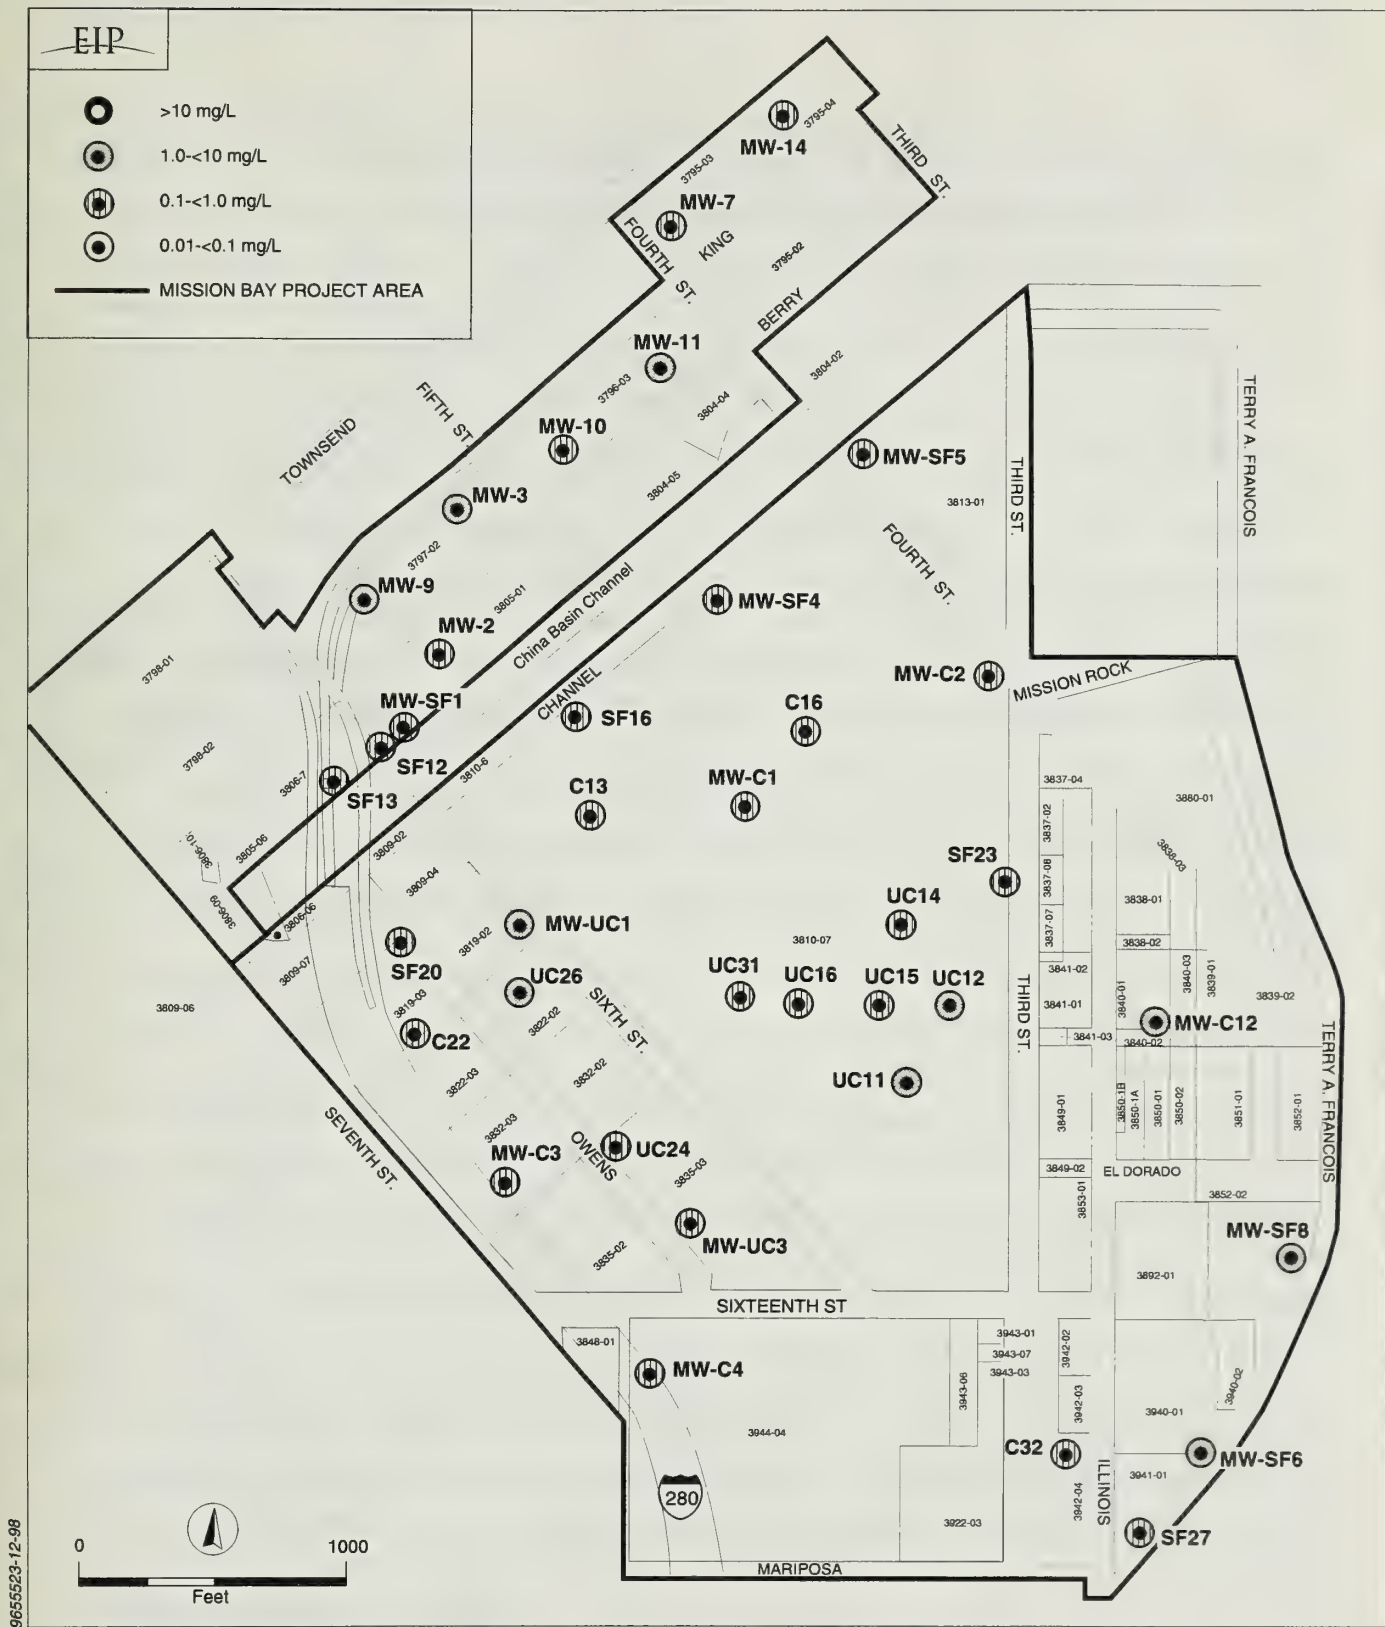 EIP
>10 mg/L
1.0-<10 mg/L
0.1-<1.0 mg/L
0.01-<0.1 mg/L
MISSION BAY PROJECT AREA
3795-04
MW-14
THIRD ST.
3795-03
MW-7
FOURTH ST.
KING
3795-02
BERRY
MW-11
3796-03
3804-02
3804-04
FIFTH ST.
TOWNSEND
MW-10
TERRY A. FRANCOIS
MW-SF5
THIRD ST.
3804-05
MW-3
3813-01
3797-02
FOURTH ST.
MW-9
3805-01
China Basin Channel
MW-SF4
MW-2
3798-01
MW-C2
MISSION ROCK
CHANNEL
MW-SF1
SF16
C16
3798-02
SF12
3806-7
3810-6
SF13
C13
MW-C1
3837-04
3880-01
3837-02
3806-10,
3805-06
3809-02
3838-03
SF23
3837-08
3809-04
3838-01
3806-09
3806-06
UC14
3837-07
MW-UC1
3819-02
3810-07
3838-02
SF20
3809-07
3841-02
3840-03
3839-01
UC26
UC31
UC16
UC15
UC12
THIRD ST.
3819-03
3809-06
3841-01
3840-01
3839-02
3822-02
SIXTH ST.
MW-C12
C22
3841-03
3840-02
TERRY A. FRANCOIS
3822-03
3832-02
UC11
3849-01
3850-1B
3850-1A
3850-01
3850-02
3851-01
3852-01
SEVENTH ST.
3832-03
OWENS
MW-C3
UC24
3835-03
3849-02
EL DORADO
3853-01
3852-02
MW-UC3
MW-SF8
3835-02
3892-01
SIXTEENTH ST
3848-01
3943-01
3942-02
3943-07
3943-03
MW-C4
3943-06
3942-03
3940-02
3940-01
3944-04
C32
MW-SF6
280
3941-01
ILLINOIS
3942-04
3922-03
SF27
MARIPOSA
0
1000
Feet
9655523-12-98